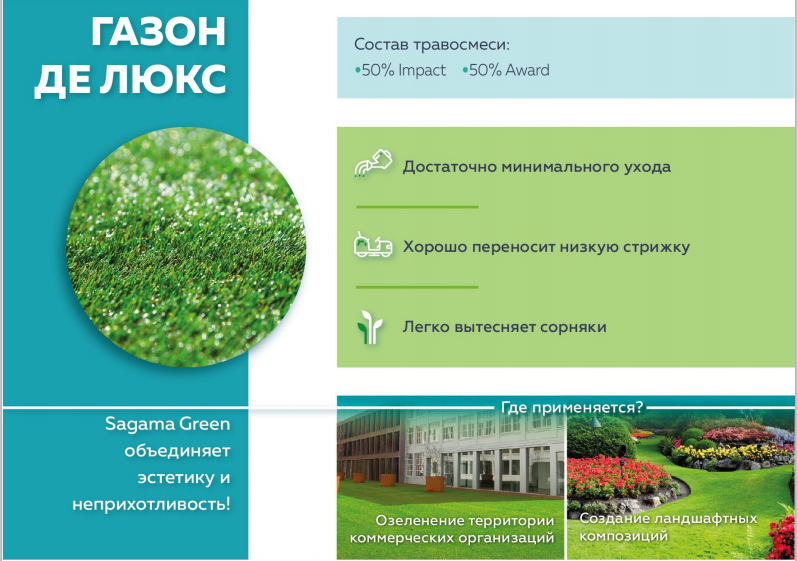 ГАЗОН
ДЕ ЛЮКС
Состав травосмеси:
•50% Impact •50% Award
Достаточно минимального ухода
Хорошо переносит низкую стрижку
Легко вытесняет сорняки
Sagama Green
объединяет
эстетику и
неприхотливость!
Где применяется?
Озеленение территории
коммерческих организаций
Создание ландшафтных
композиций